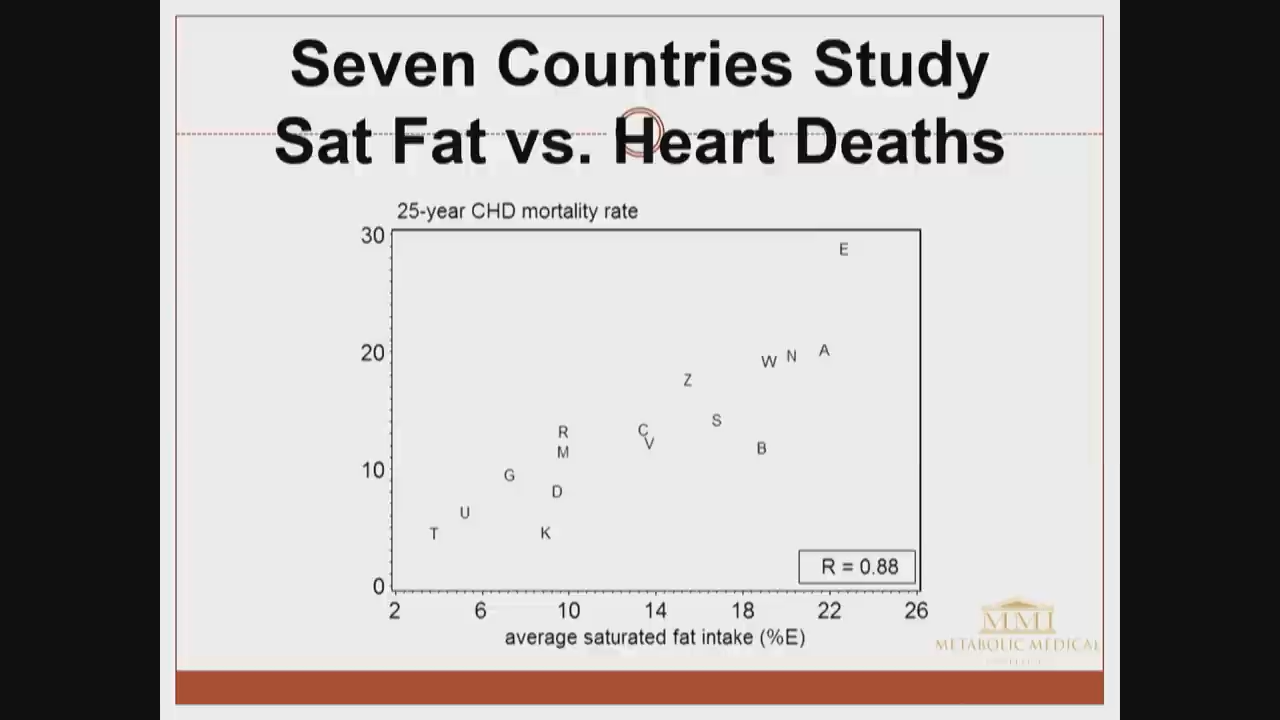 Seven Countries Study
Sat Fat vs. Heart Deaths
25-year CHD mortality rate
30
E
20
A
N
W
Z
S
R
C
V
B
M
10
G
D
U
T
K
R = 0.88
0
2 6 10 14 18 22 26
average saturated fat intake (%E)
MMI
METABOLIC MEDICAL